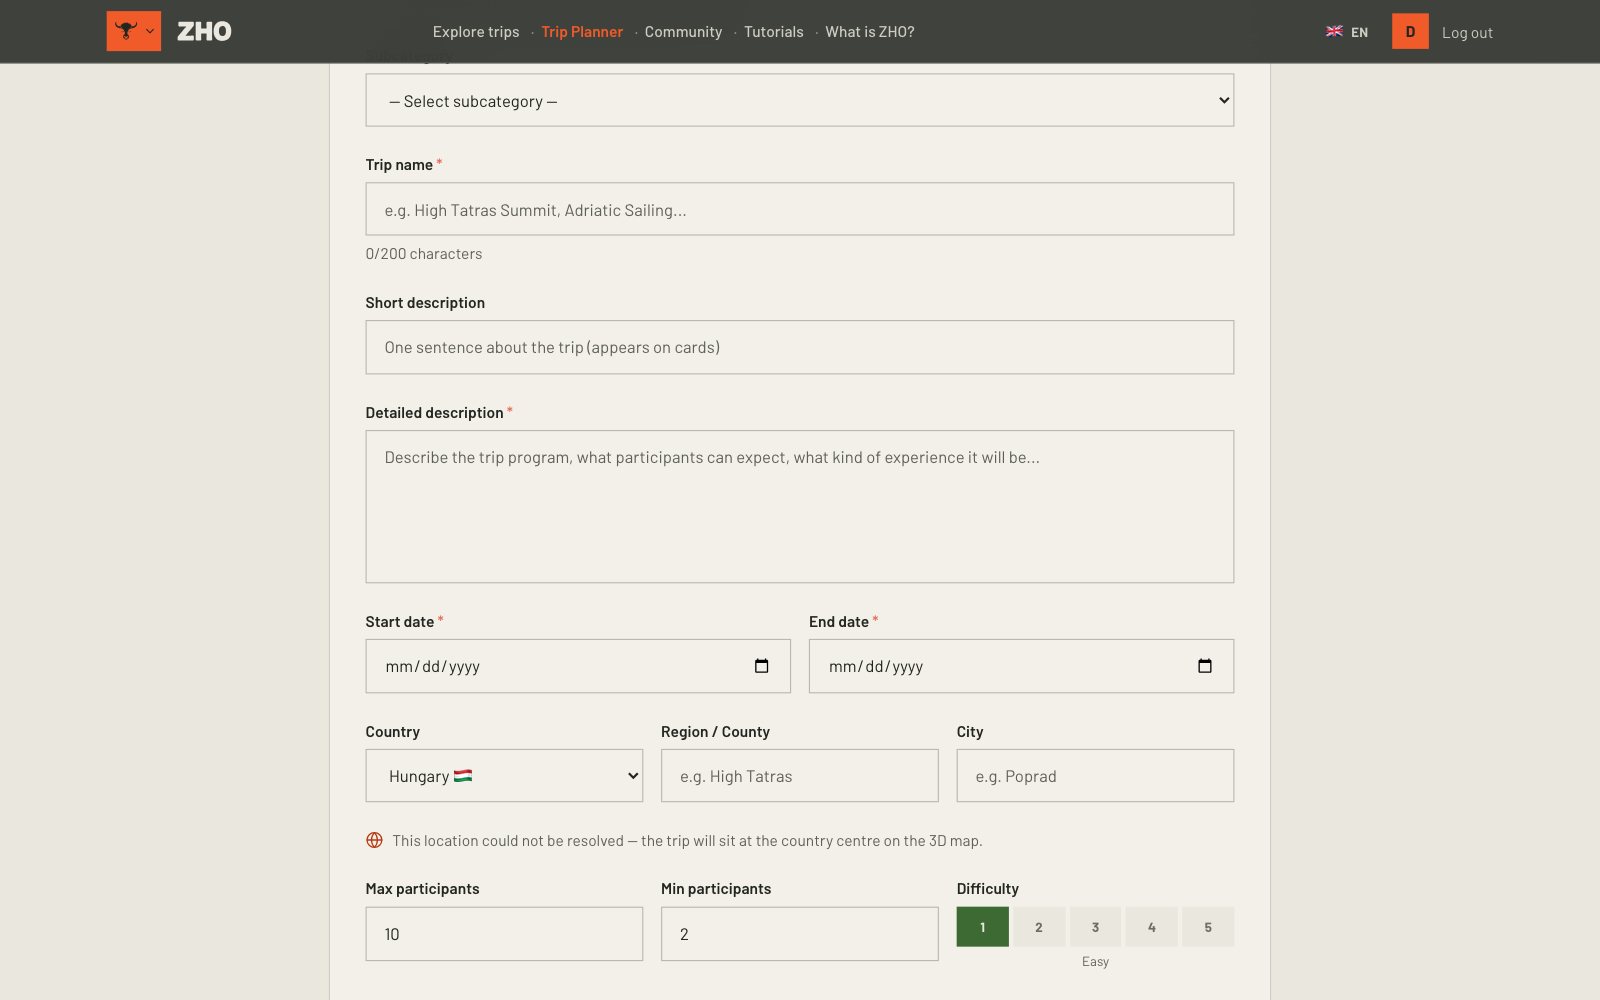 ZHO
Explore trips · Trip Planner · Community · Tutorials · What is ZHO?
EN
D
Log out
— Select subcategory —
Trip name *
e.g. High Tatras Summit, Adriatic Sailing...
0/200 characters
Short description
One sentence about the trip (appears on cards)
Detailed description *
Describe the trip program, what participants can expect, what kind of experience it will be...
Start date *
End date *
mm/dd/yyyy
mm/dd/yyyy
Country
Region / County
City
Hungary
e.g. High Tatras
e.g. Poprad
This location could not be resolved — the trip will sit at the country centre on the 3D map.
Max participants
Min participants
Difficulty
10
2
1 2 3 4 5
Easy